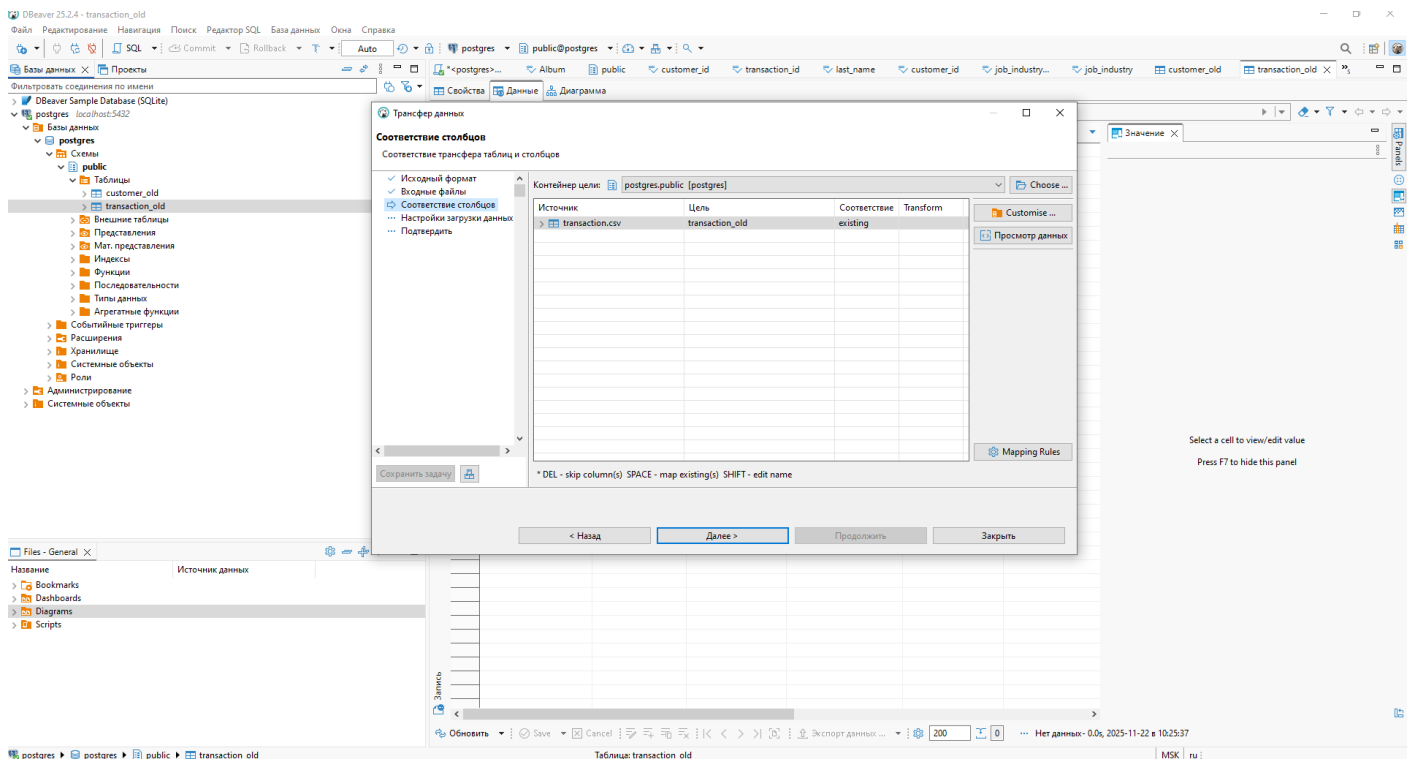 DBeaver 25.2.4 - transaction_old
Файл Редактирование Навигация Поиск Редактор SQL База данных Окна Справка
SQL Commit Rollback Auto postgres public@postgres
Базы данных Проекты
Фильтровать соединения по имени
DBeaver Sample Database (SQLite)
postgres localhost:5432
Базы данных
postgres
Схемы
public
Таблицы
customer_old
transaction_old
Внешние таблицы
Представления
Мат. представления
Индексы
Функции
Последовательности
Типы данных
Агрегатные функции
Событийные триггеры
Расширения
Хранилище
Системные объекты
Роли
Администрирование
Системные объекты
Files - General
Название Источник данных
Bookmarks
Dashboards
Diagrams
Scripts
*<postgres>... Album public customer_id transaction_id last_name customer_id job_industry... job_industry customer_old transaction_old »5
Свойства Данные Диаграмма
Трансфер данных
Соответствие столбцов
Соответствие трансфера таблиц и столбцов
Исходный формат
Входные файлы
Соответствие столбцов
Настройки загрузки данных
Подтвердить
Сохранить задачу
Контейнер цели: postgres.public [postgres] Choose ...
Источник Цель Соответствие Transform
transaction.csv transaction_old existing
Customise ...
Просмотр данных
Mapping Rules
* DEL - skip column(s) SPACE - map existing(s) SHIFT - edit name
< Назад Далее > Продолжить Закрыть
Значение
Panels
Select a cell to view/edit value
Press F7 to hide this panel
Запись
Обновить Save Cancel Экспорт данных ... 200 0 ... Нет данных - 0.0s, 2025-11-22 в 10:25:37
postgres postgres public transaction_old Таблица: transaction_old MSK ru